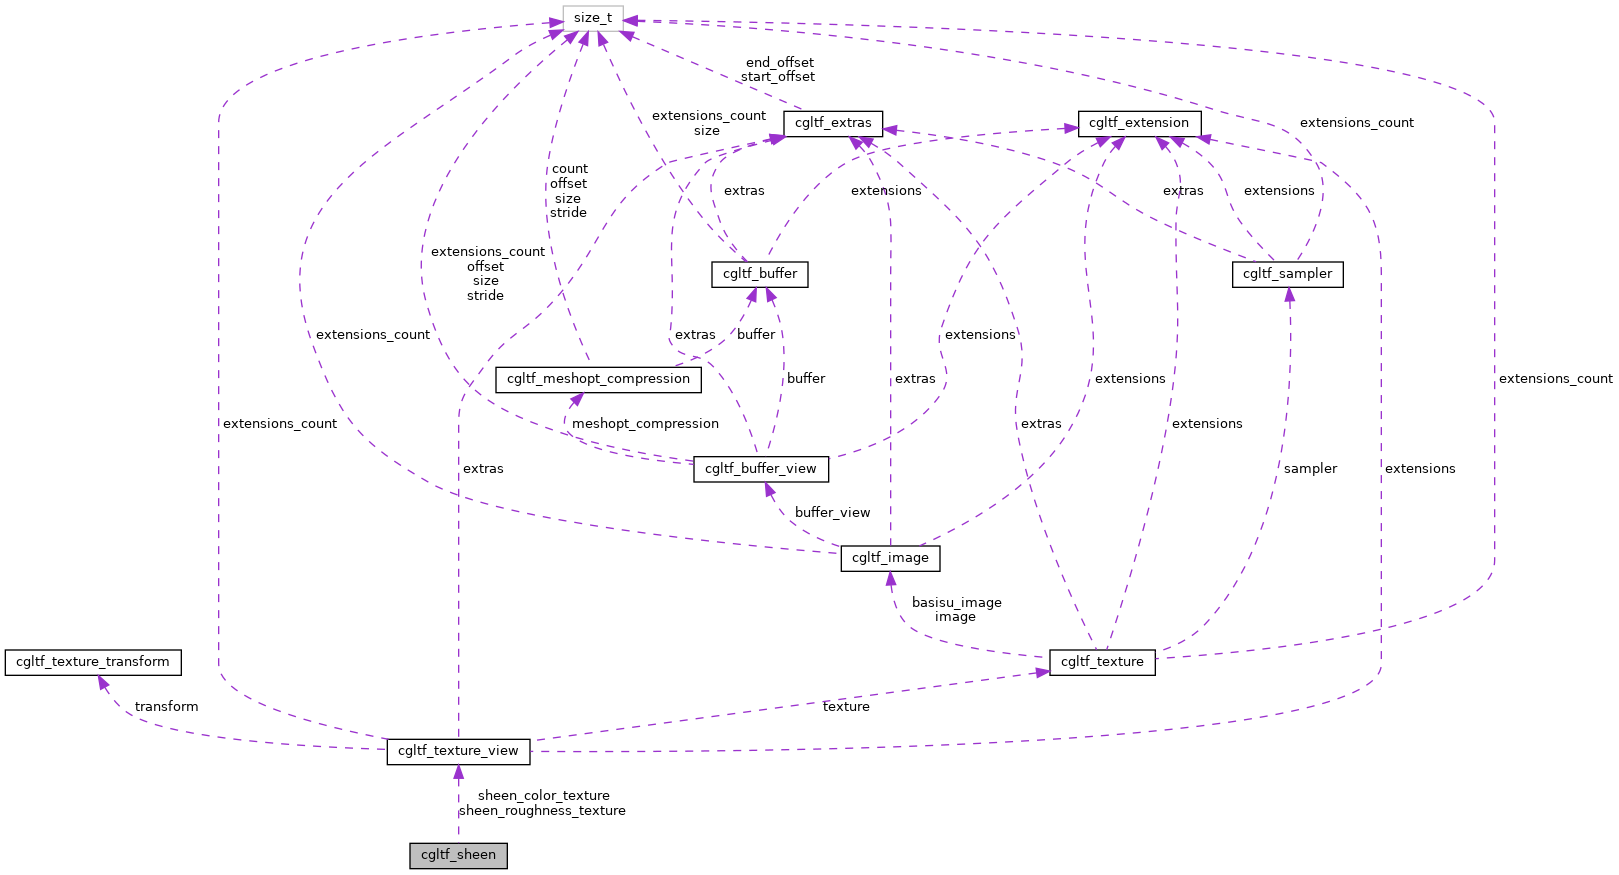 size_t
end_offset
start_offset
extensions_count
size
cgltf_extras
cgltf_extension
extensions_count
count
offset
size
stride
extras
extensions
extras
extensions
extensions_count
offset
size
stride
cgltf_buffer
cgltf_sampler
extensions_count
extras
buffer
extensions
cgltf_meshopt_compression
buffer
extras
extensions
extensions_count
extensions_count
meshopt_compression
extras
extensions
extras
cgltf_buffer_view
sampler
extensions
buffer_view
cgltf_image
basisu_image
image
cgltf_texture_transform
cgltf_texture
transform
texture
cgltf_texture_view
sheen_color_texture
sheen_roughness_texture
cgltf_sheen